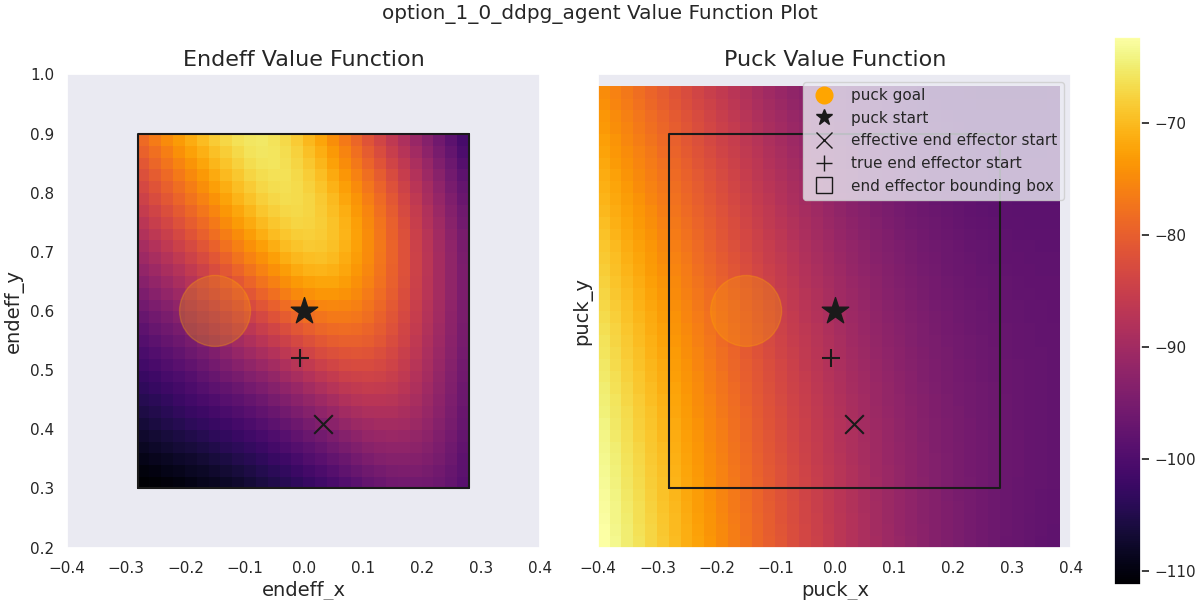 option_1_0_ddpg_agent Value Function Plot
Endeff Value Function
1.0
0.9
0.8
0.7
0.6
0.5
0.4
0.3
0.2
endeff_y
−0.4 −0.3 −0.2 −0.1 0.0 0.1 0.2 0.3 0.4
endeff_x
Puck Value Function
puck goal
puck start
effective end effector start
true end effector start
end effector bounding box
puck_y
−0.4 −0.3 −0.2 −0.1 0.0 0.1 0.2 0.3 0.4
puck_x
−70
−80
−90
−100
−110